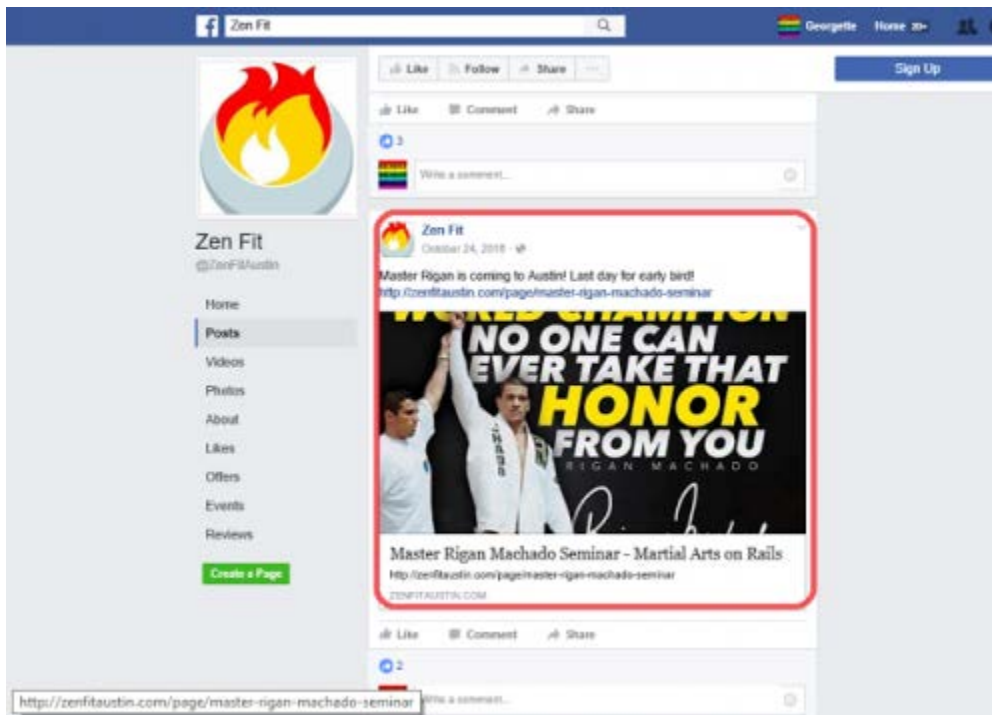 Zen Fit
Georgette Home 20+
Like Follow Share ...
Sign Up
Like Comment Share
3
Write a comment...
Zen Fit
@ZenFitAustin
Home
Posts
Videos
Photos
About
Likes
Offers
Events
Reviews
Create a Page
Zen Fit
October 24, 2016
Master Rigan is coming to Austin! Last day for early bird!
http://zenfitaustin.com/page/master-rigan-machado-seminar
WORLD CHAMPION
NO ONE CAN
EVER TAKE THAT
HONOR
FROM YOU
RIGAN MACHADO
Master Rigan Machado Seminar - Martial Arts on Rails
http://zenfitaustin.com/page/master-rigan-machado-seminar
ZENFITAUSTIN.COM
Like Comment Share
2
Write a comment...
http://zenfitaustin.com/page/master-rigan-machado-seminar